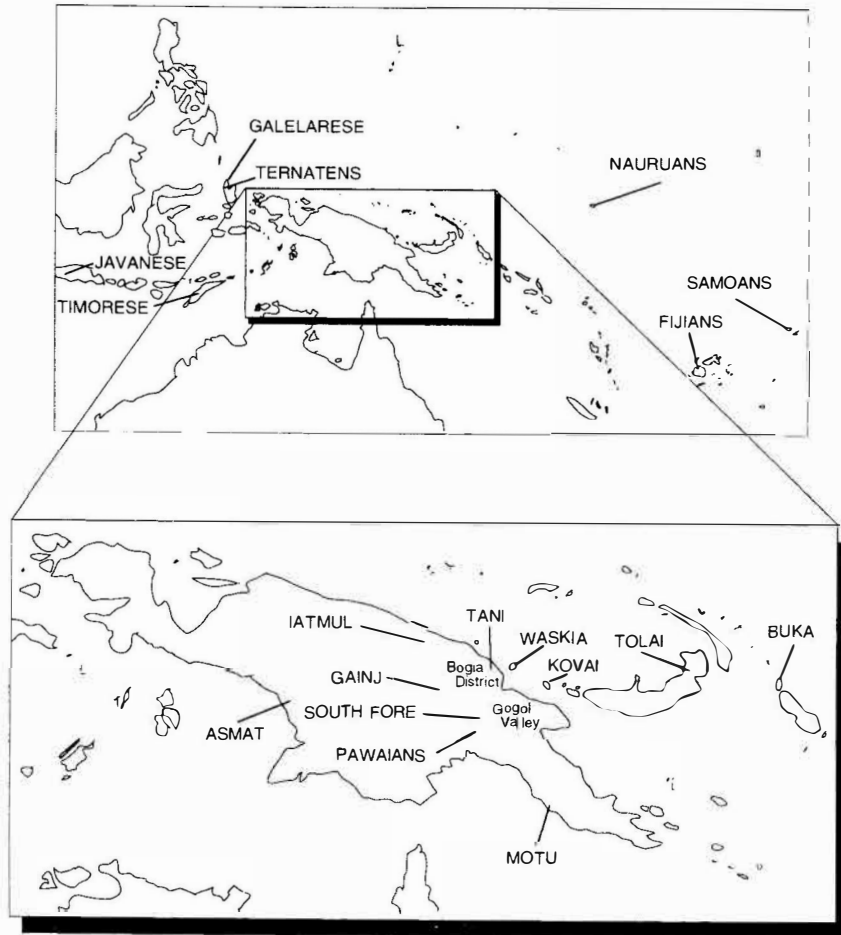 GALELARESE
TERNATENS
NAURUANS
JAVANESE
TIMORESE
SAMOANS
FIJIANS
TANI
IATMUL
WASKIA
TOLAI
BUKA
Bogia
District
KOVAI
GAINJ
SOUTH FORE
Gogol
Valley
ASMAT
PAWAIANS
MOTU